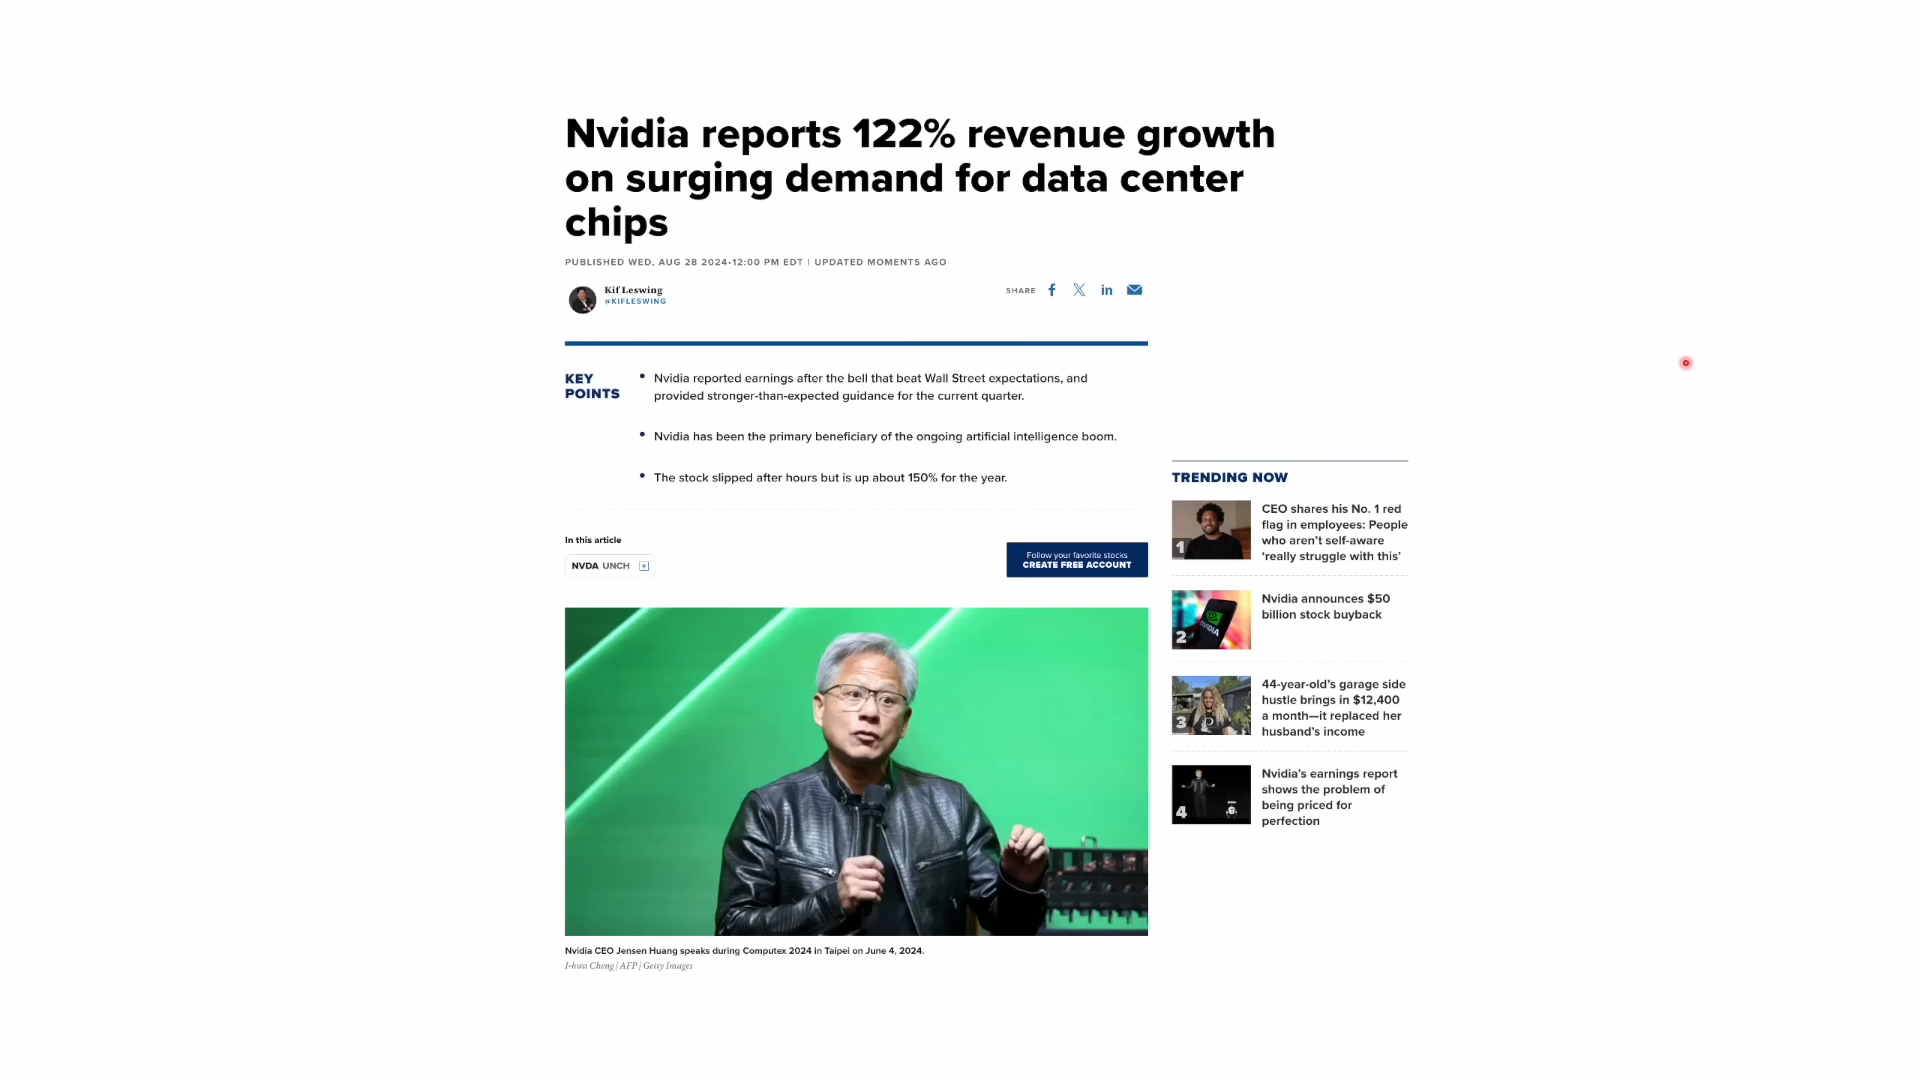 Nvidia reports 122% revenue growth
on surging demand for data center
chips
PUBLISHED WED, AUG 28 2024•12:00 PM EDT | UPDATED MOMENTS AGO
Kif Leswing
@KIFLESWING
SHARE
KEY
POINTS
• Nvidia reported earnings after the bell that beat Wall Street expectations, and
provided stronger-than-expected guidance for the current quarter.
• Nvidia has been the primary beneficiary of the ongoing artificial intelligence boom.
• The stock slipped after hours but is up about 150% for the year.
In this article
NVDA UNCH +
Follow your favorite stocks
CREATE FREE ACCOUNT
Nvidia CEO Jensen Huang speaks during Computex 2024 in Taipei on June 4, 2024.
I-hwa Cheng | AFP | Getty Images
TRENDING NOW
1
CEO shares his No. 1 red
flag in employees: People
who aren’t self-aware
‘really struggle with this’
2
NVIDIA
Nvidia announces $50
billion stock buyback
3
44-year-old’s garage side
hustle brings in $12,400
a month—it replaced her
husband’s income
4
Nvidia’s earnings report
shows the problem of
being priced for
perfection